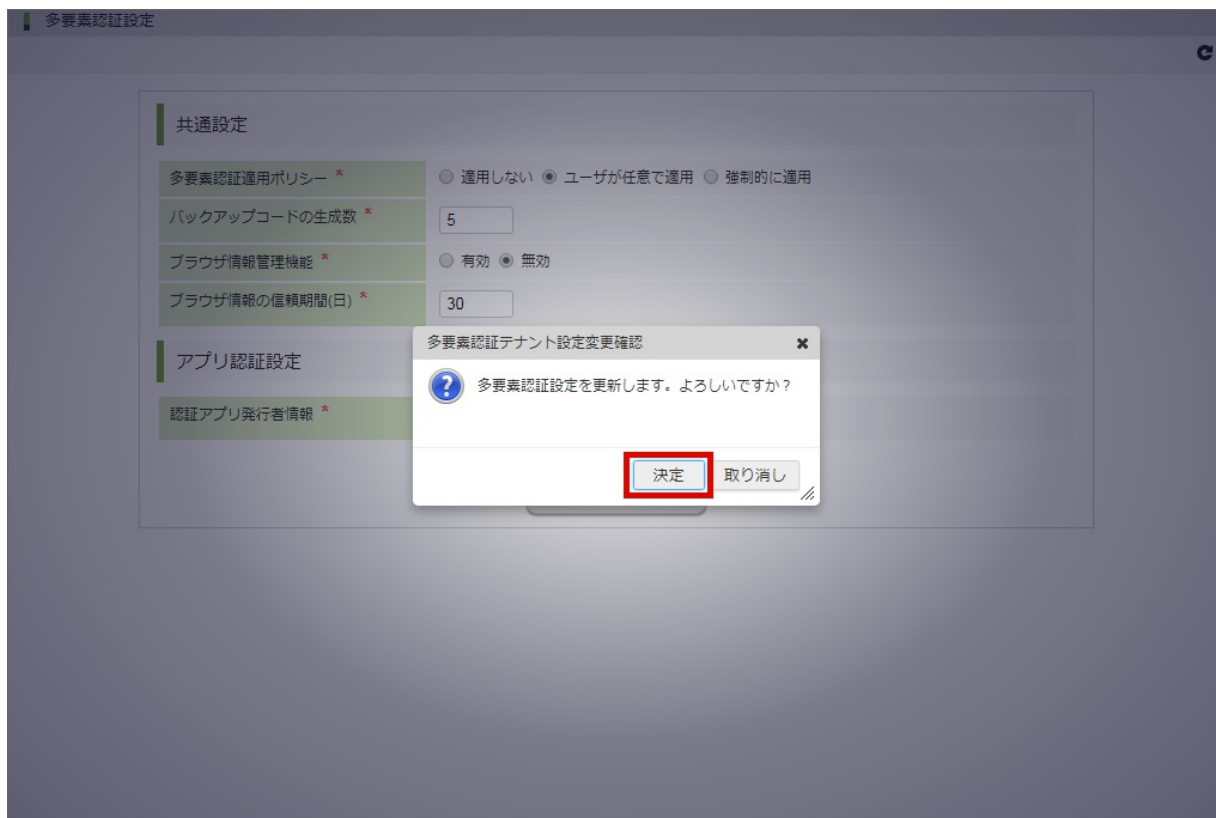 多要素認証設定
共通設定
多要素認証適用ポリシー *
適用しない ユーザが任意で適用 強制的に適用
バックアップコードの生成数 *
5
ブラウザ情報管理機能 *
有効 無効
ブラウザ情報の信頼期間(日) *
30
アプリ認証設定
認証アプリ発行者情報 *
多要素認証テナント設定変更確認
多要素認証設定を更新します。よろしいですか?
決定 取り消し